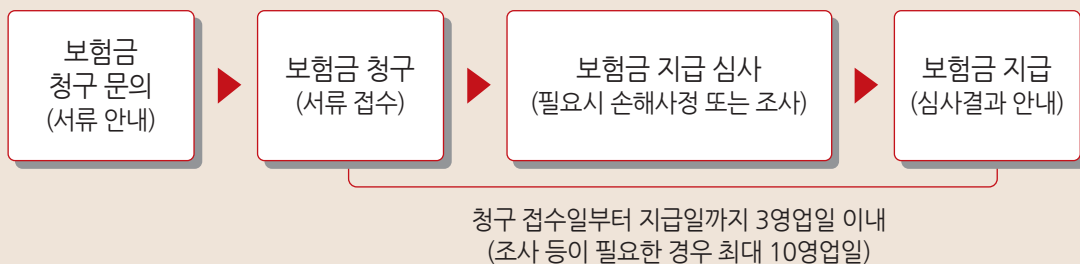 보험금
청구 문의
(서류 안내)
보험금 청구
(서류 접수)
보험금 지급 심사
(필요시 손해사정 또는 조사)
보험금 지급
(심사결과 안내)
청구 접수일부터 지급일까지 3영업일 이내
(조사 등이 필요한 경우 최대 10영업일)